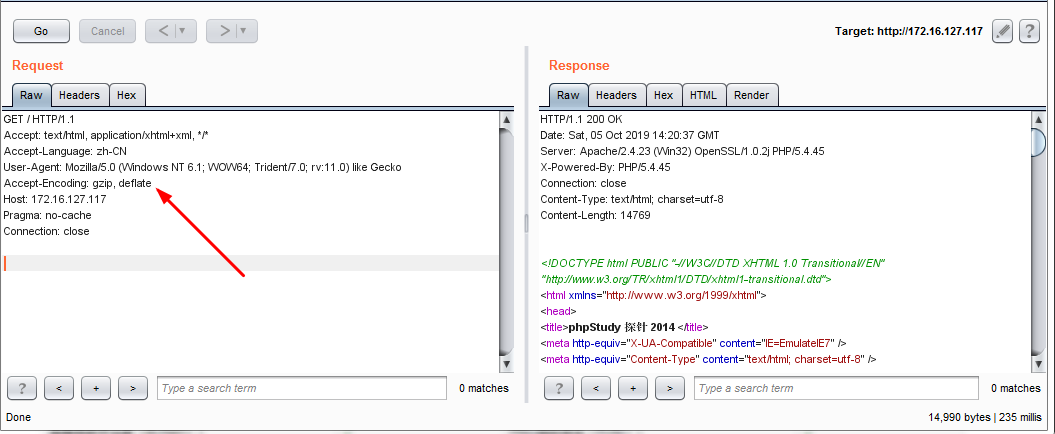 Go
Cancel
<
>
Target: http://172.16.127.117
?
Request
Raw
Headers
Hex
GET / HTTP/1.1
Accept: text/html, application/xhtml+xml, */*
Accept-Language: zh-CN
User-Agent: Mozilla/5.0 (Windows NT 6.1; WOW64; Trident/7.0; rv:11.0) like Gecko
Accept-Encoding: gzip, deflate
Host: 172.16.127.117
Pragma: no-cache
Connection: close
?
<
+
>
Type a search term
0 matches
Response
Raw
Headers
Hex
HTML
Render
HTTP/1.1 200 OK
Date: Sat, 05 Oct 2019 14:20:37 GMT
Server: Apache/2.4.23 (Win32) OpenSSL/1.0.2j PHP/5.4.45
X-Powered-By: PHP/5.4.45
Connection: close
Content-Type: text/html; charset=utf-8
Content-Length: 14769
<!DOCTYPE html PUBLIC "-//W3C//DTD XHTML 1.0 Transitional//EN"
"http://www.w3.org/TR/xhtml1/DTD/xhtml1-transitional.dtd">
<html xmlns="http://www.w3.org/1999/xhtml">
<head>
<title>phpStudy 探针 2014 </title>
<meta http-equiv="X-UA-Compatible" content="IE=EmulateIE7" />
<meta http-equiv="Content-Type" content="text/html; charset=utf-8" />
?
<
+
>
Type a search term
0 matches
Done
14,990 bytes | 235 millis